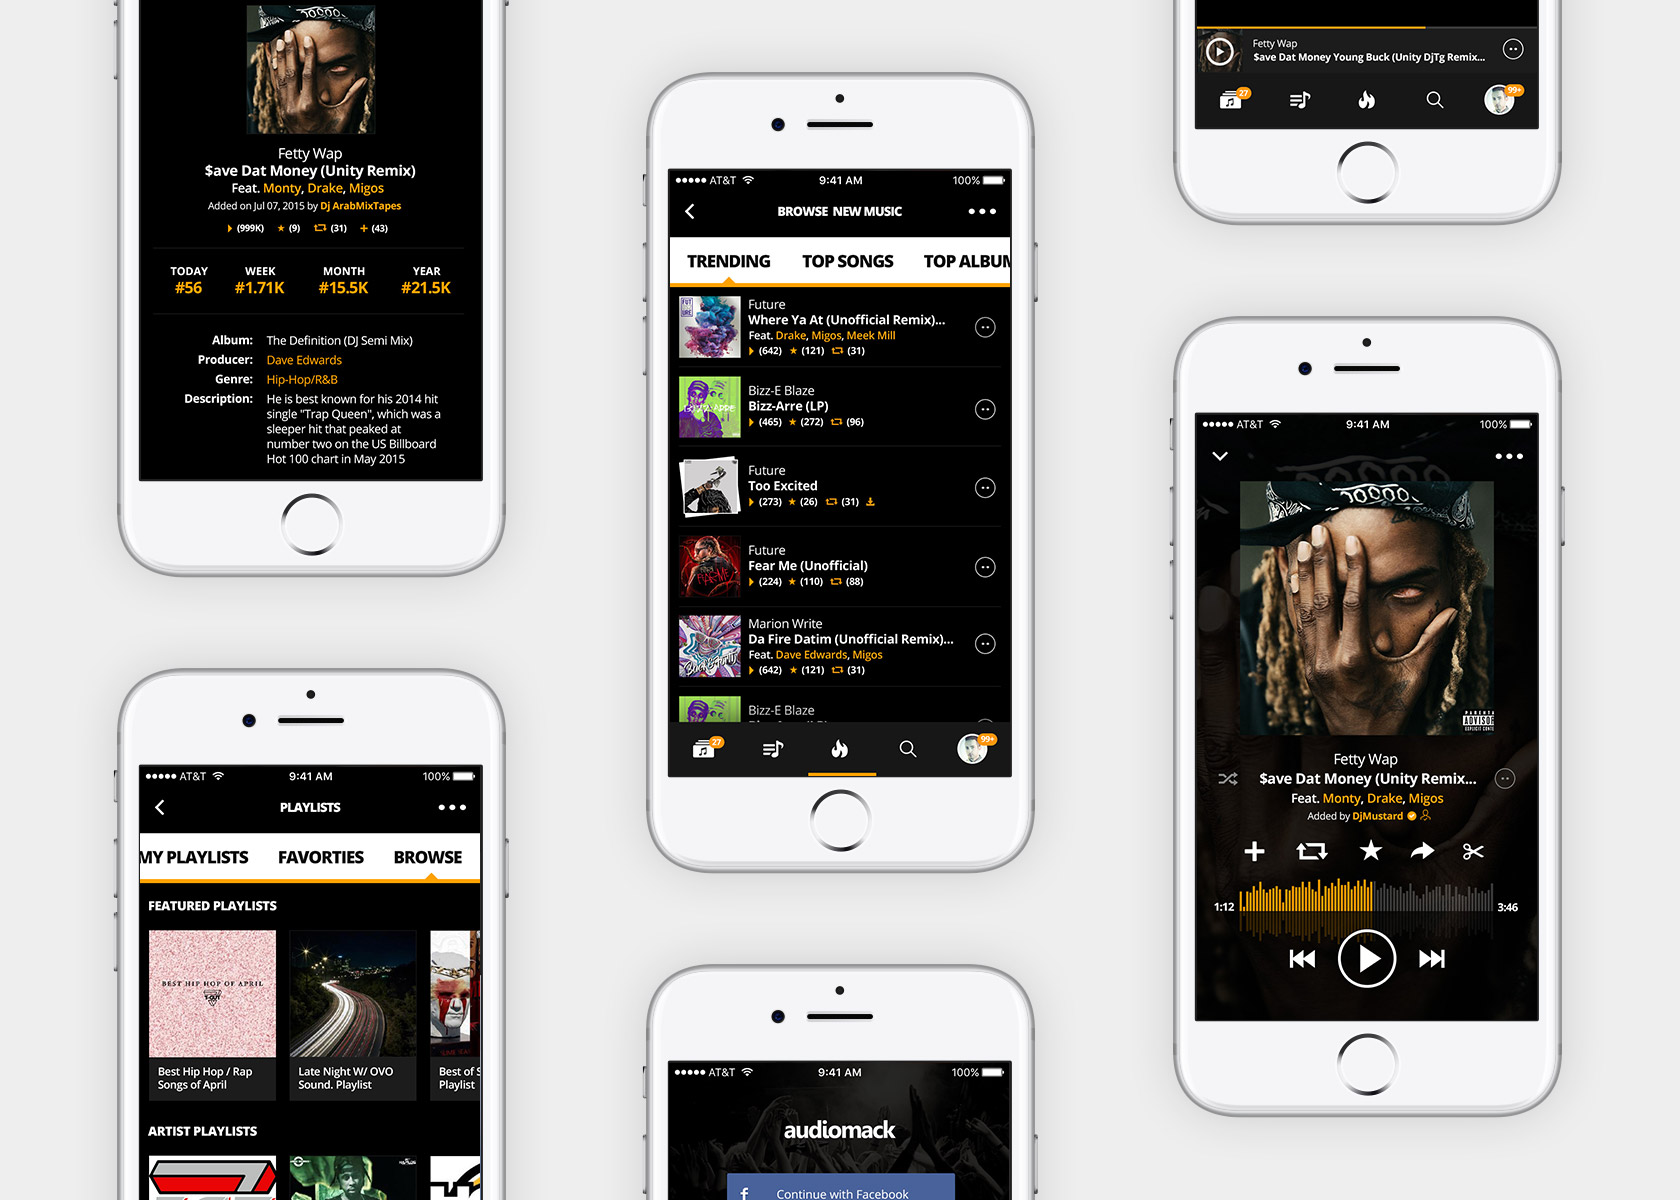 Fetty Wap
$ave Dat Money (Unity Remix)
Feat. Monty, Drake, Migos
Added on Jul 07, 2015 by Dj ArabMixTapes
(999K) (9) (31) (43)
TODAY WEEK MONTH YEAR
#56 #1.71K #15.5K #21.5K
Album: The Definition (DJ Semi Mix)
Producer: Dave Edwards
Genre: Hip-Hop/R&B
Description: He is best known for his 2014 hit
single "Trap Queen", which was a
sleeper hit that peaked at
number two on the US Billboard
Hot 100 chart in May 2015
AT&T 9:41 AM 100%
PLAYLISTS
MY PLAYLISTS FAVORTIES BROWSE
FEATURED PLAYLISTS
BEST HIP HOP OF APRIL
Best Hip Hop / Rap
Songs of April
Late Night W/ OVO
Sound. Playlist
Best of S
Playlist
ARTIST PLAYLISTS
AT&T 9:41 AM 100%
BROWSE NEW MUSIC
TRENDING TOP SONGS TOP ALBUM
FUT
URE
Future
Where Ya At (Unofficial Remix)...
Feat. Drake, Migos, Meek Mill
(642) (121) (31)
Bizz-E Blaze
Bizz-Arre (LP)
(465) (272) (96)
Future
Too Excited
(273) (26) (31)
Future
Fear Me (Unofficial)
(224) (110) (88)
Marion Write
Da Fire Datim (Unofficial Remix)...
Feat. Dave Edwards, Migos
(642) (121) (31)
Bizz-E Blaze
27 99+
AT&T 9:41 AM 100%
audiomack
f Continue with Facebook
Fetty Wap
$ave Dat Money Young Buck (Unity DjTg Remix...
27 99+
AT&T 9:41 AM 100%
Fetty Wap
$ave Dat Money (Unity Remix...
Feat. Monty, Drake, Migos
Added by DjMustard
1:12 3:46